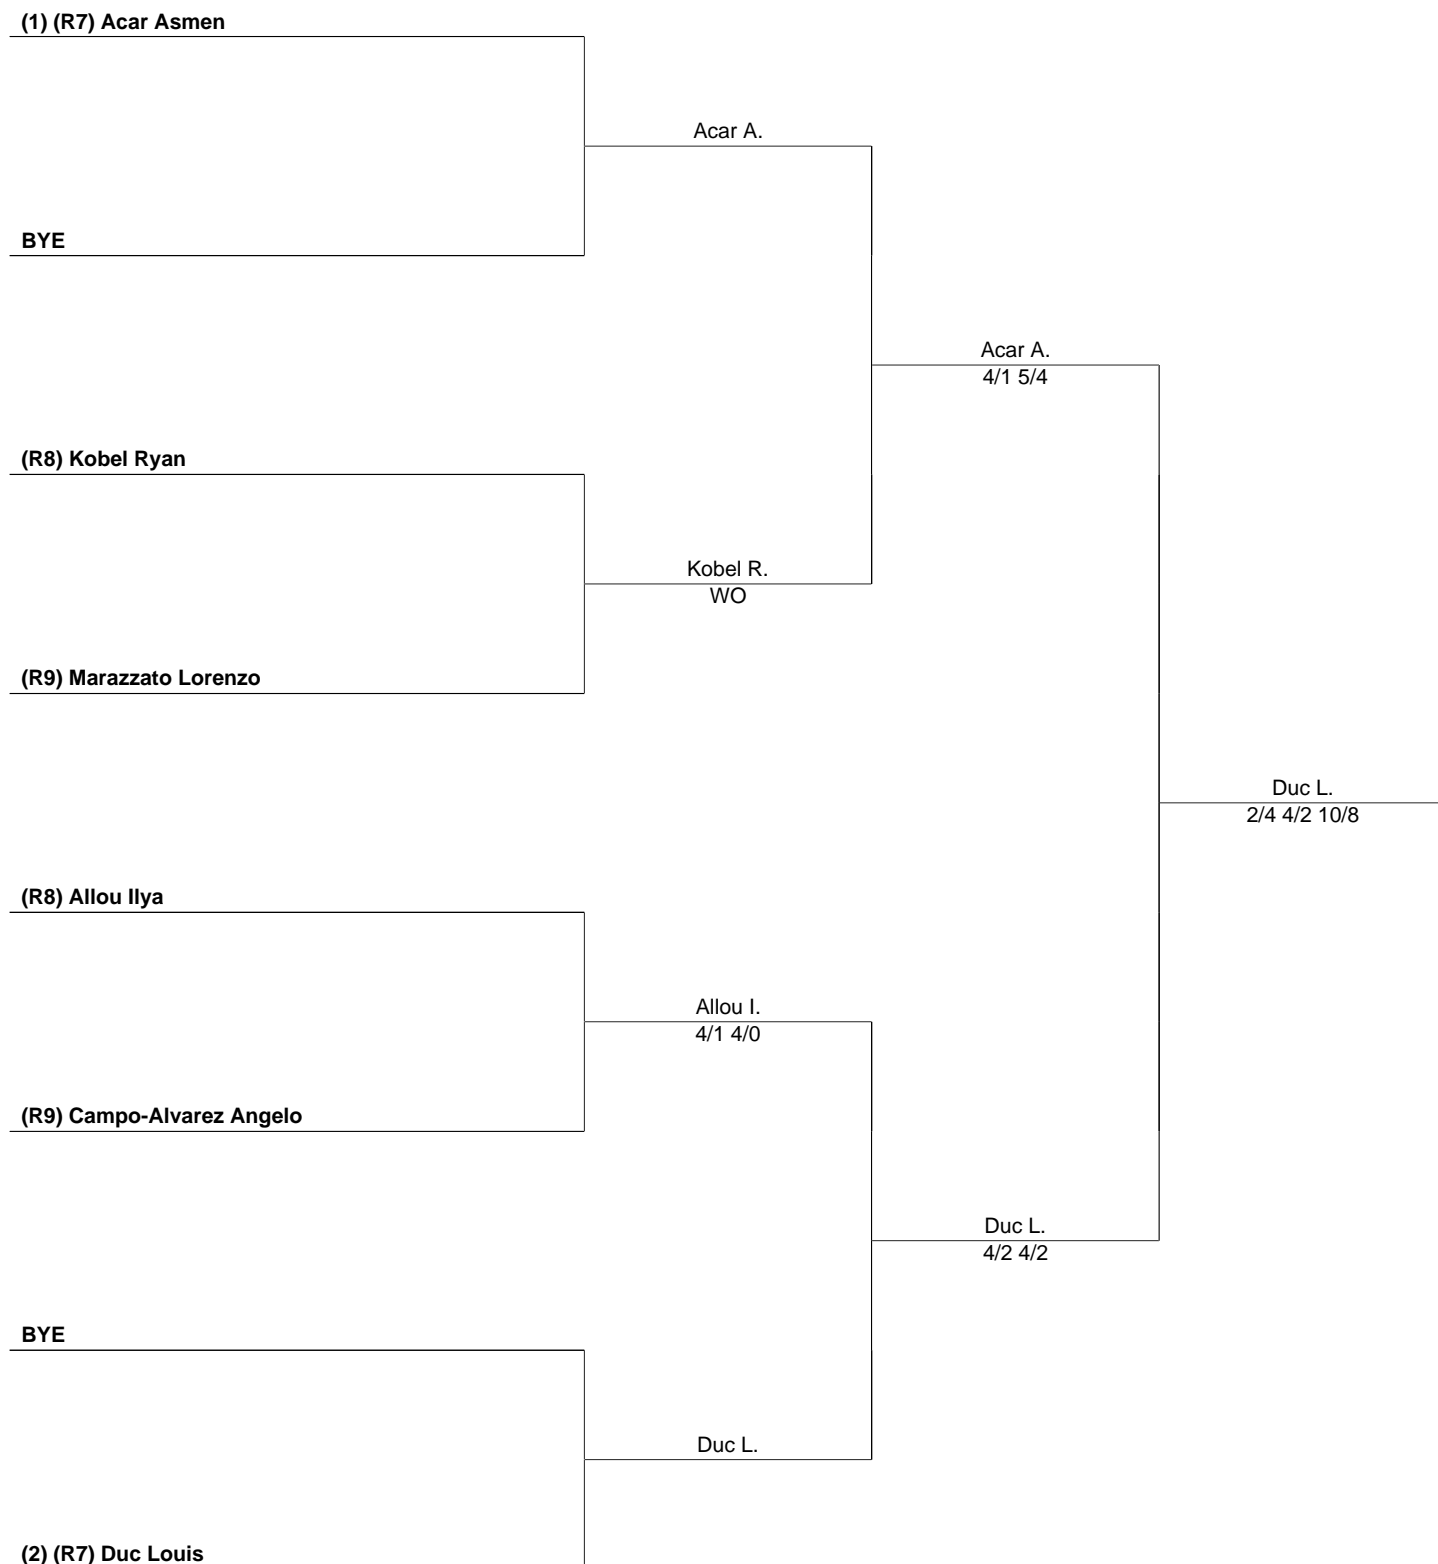 (1) (R7) Acar Asmen
Acar A.
BYE
Acar A.
4/1 5/4
(R8) Kobel Ryan
Kobel R.
WO
(R9) Marazzato Lorenzo
Duc L.
2/4 4/2 10/8
(R8) Allou Ilya
Allou I.
4/1 4/0
(R9) Campo-Alvarez Angelo
Duc L.
4/2 4/2
BYE
Duc L.
(2) (R7) Duc Louis